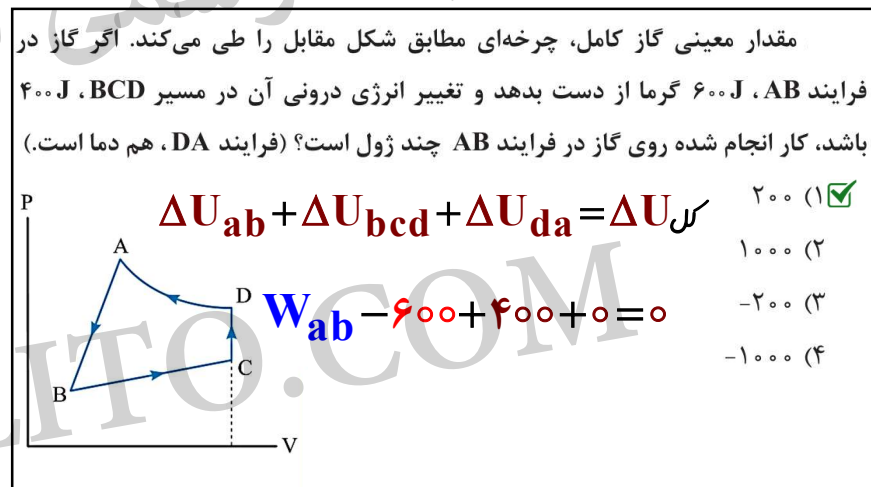 مقدار معینی گاز کامل، چرخه‌ای مطابق شکل مقابل را طی می‌کند. اگر گاز در
فرایند AB، ۶۰۰J گرما از دست بدهد و تغییر انرژی درونی آن در مسیر BCD، ۴۰۰J
باشد، کار انجام شده روی گاز در فرایند AB چند ژول است؟ (فرایند DA، هم دما است.)
۱) ۲۰۰
۲) ۱۰۰۰
۳) -۲۰۰
۴) -۱۰۰۰
ΔUab+ΔUbcd+ΔUda=ΔUکل
Wab-۶۰۰+۴۰۰+۰=۰
P
A
D
C
B
V
LITO.COM